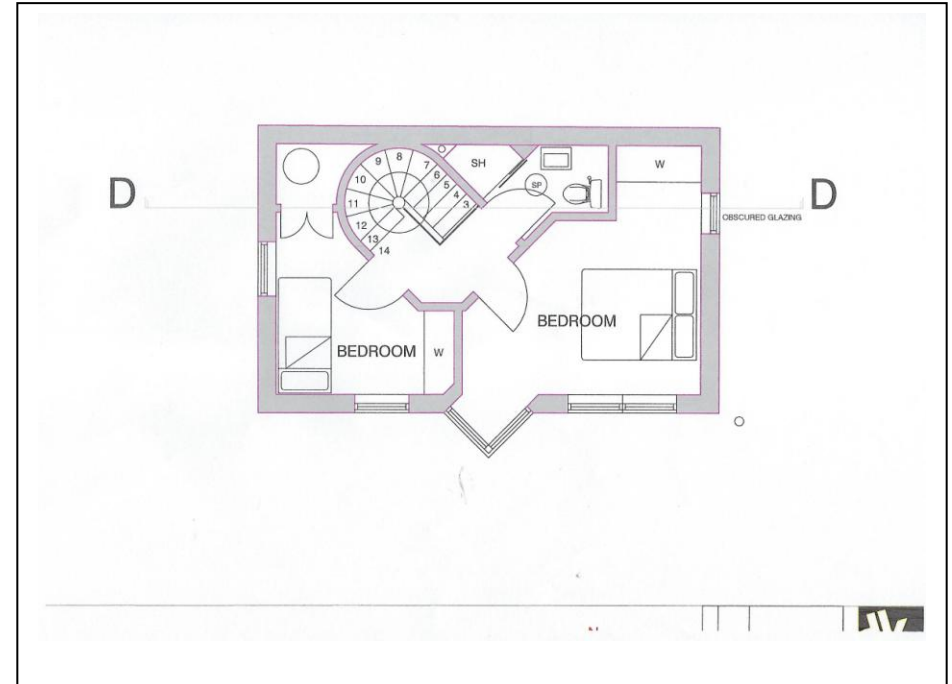 D
D
9 8 7
10 6
11 5
12 4
13 3
14
SH
SP
W
OBSCURED GLAZING
BEDROOM
BEDROOM
W